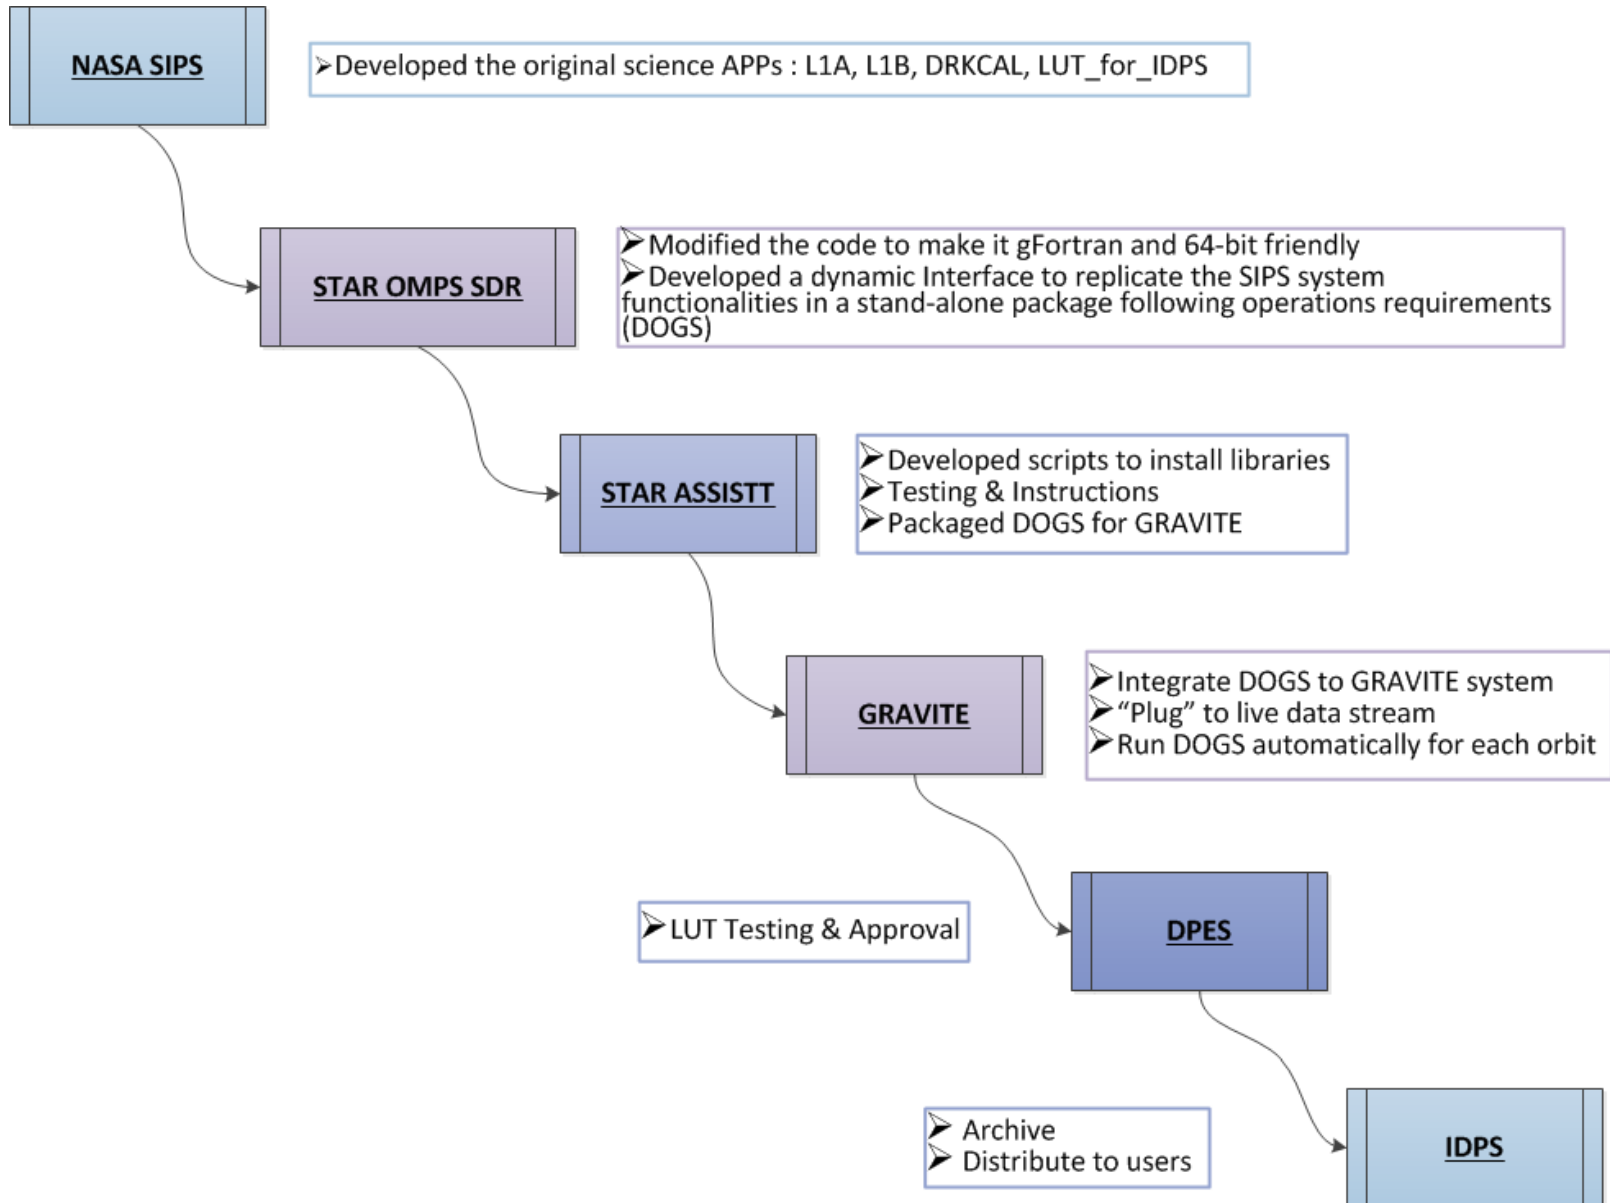 NASA SIPS
➢Developed the original science APPs : L1A, L1B, DRKCAL, LUT_for_IDPS
STAR OMPS SDR
➢Modified the code to make it gFortran and 64-bit friendly
➢Developed a dynamic Interface to replicate the SIPS system
functionalities in a stand-alone package following operations requirements
(DOGS)
STAR ASSISTT
➢Developed scripts to install libraries
➢Testing & Instructions
➢Packaged DOGS for GRAVITE
GRAVITE
➢Integrate DOGS to GRAVITE system
➢“Plug” to live data stream
➢Run DOGS automatically for each orbit
➢LUT Testing & Approval
DPES
➢ Archive
➢ Distribute to users
IDPS